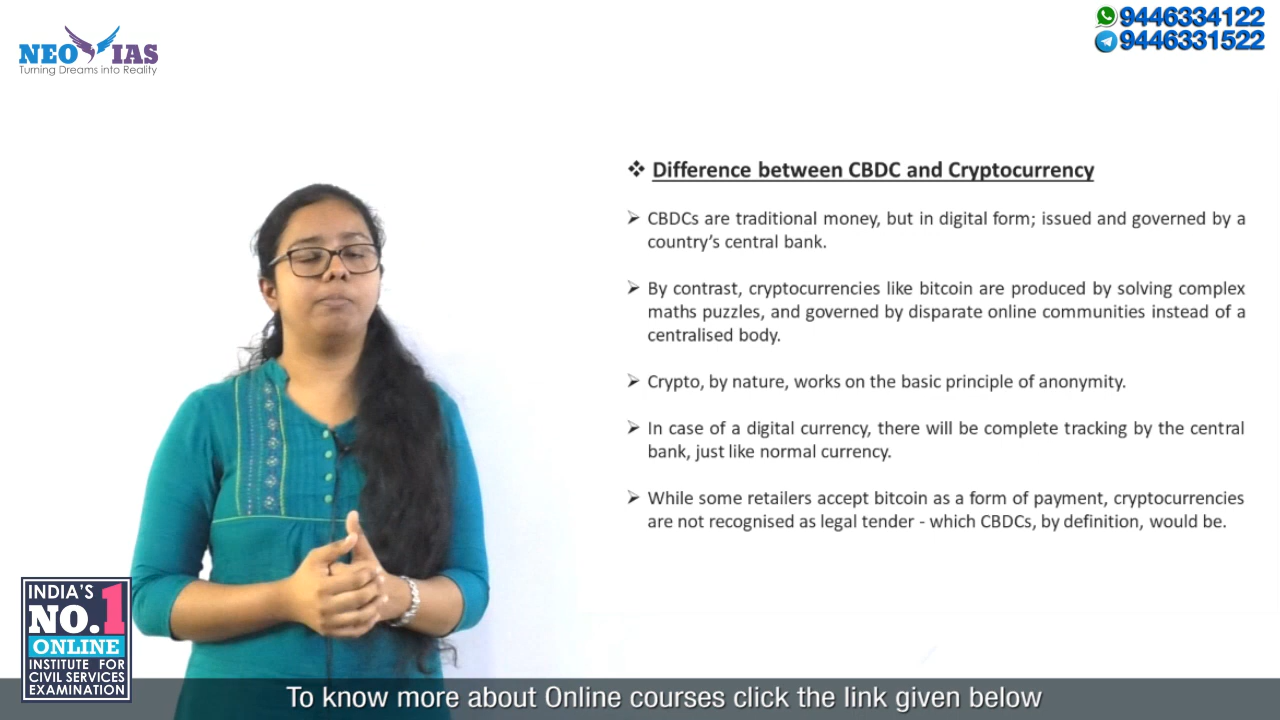 NEO IAS
Turning Dreams into Reality
9446334122
9446331522
❖ Difference between CBDC and Cryptocurrency
➢ CBDCs are traditional money, but in digital form; issued and governed by a
country’s central bank.
➢ By contrast, cryptocurrencies like bitcoin are produced by solving complex
maths puzzles, and governed by disparate online communities instead of a
centralised body.
➢ Crypto, by nature, works on the basic principle of anonymity.
➢ In case of a digital currency, there will be complete tracking by the central
bank, just like normal currency.
➢ While some retailers accept bitcoin as a form of payment, cryptocurrencies
are not recognised as legal tender - which CBDCs, by definition, would be.
INDIA’S
NO.1
ONLINE
INSTITUTE FOR
CIVIL SERVICES
EXAMINATION
To know more about Online courses click the link given below